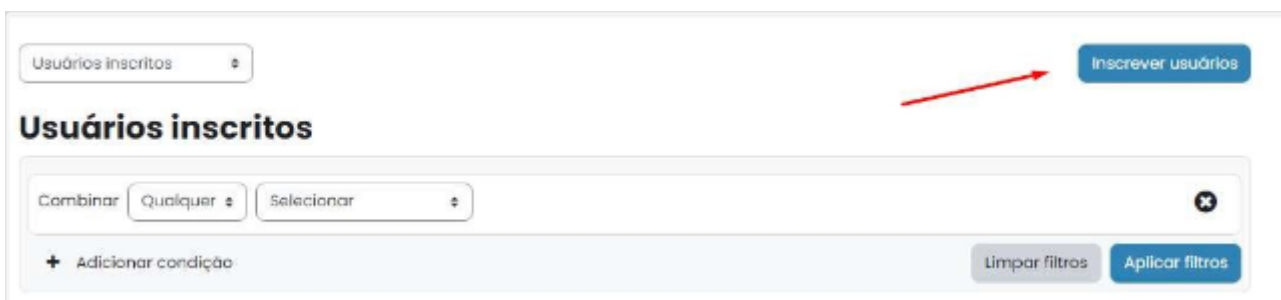 Usuários inscritos
Inscrever usuários
Usuários inscritos
Combinar Qualquer Selecionar
Adicionar condição
Limpar filtros Aplicar filtros